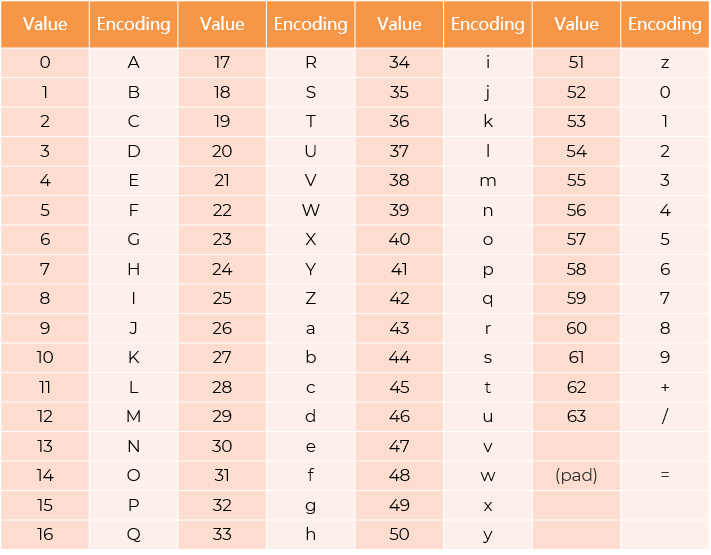 Value Encoding Value Encoding Value Encoding Value Encoding
0 A 17 R 34 i 51 z
1 B 18 S 35 j 52 0
2 C 19 T 36 k 53 1
3 D 20 U 37 l 54 2
4 E 21 V 38 m 55 3
5 F 22 W 39 n 56 4
6 G 23 X 40 o 57 5
7 H 24 Y 41 p 58 6
8 I 25 Z 42 q 59 7
9 J 26 a 43 r 60 8
10 K 27 b 44 s 61 9
11 L 28 c 45 t 62 +
12 M 29 d 46 u 63 /
13 N 30 e 47 v
14 O 31 f 48 w (pad) =
15 P 32 g 49 x
16 Q 33 h 50 y